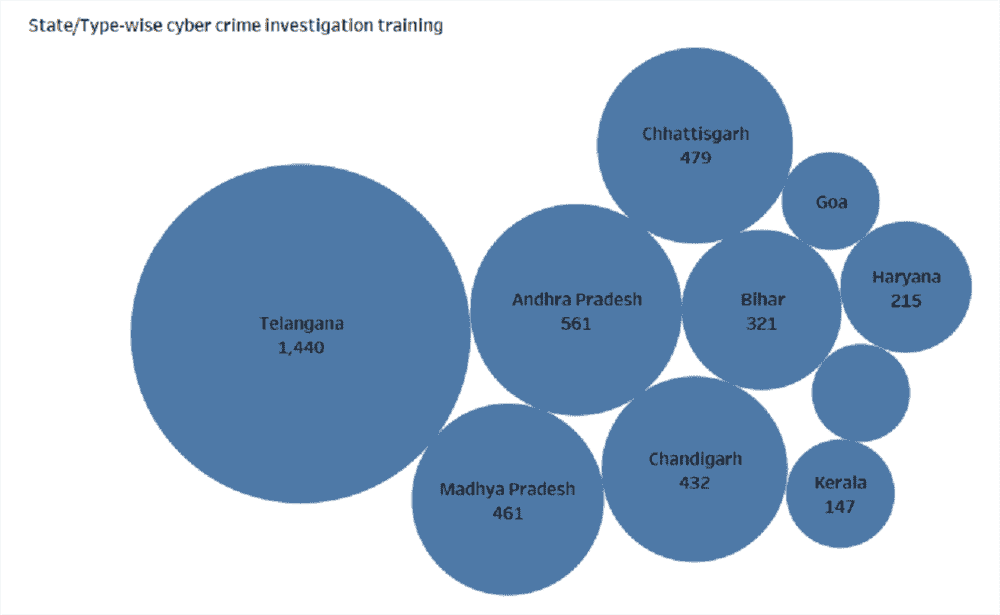 State/Type-wise cyber crime investigation training
Chhattisgarh
479
Goa
Haryana
215
Andhra Pradesh
561
Bihar
321
Telangana
1,440
Chandigarh
432
Madhya Pradesh
461
Kerala
147